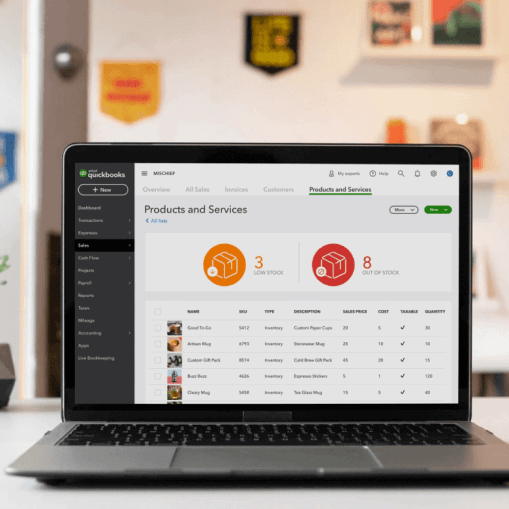 intuit
quickbooks
MISCHIEF
My experts
Help
+ New
Overview
All Sales
Invoices
Customers
Products and Services
Dashboard
Transactions
Expenses
Sales
Cash Flow
Projects
Payroll
Reports
Taxes
Mileage
Accounting
Apps
Live Bookkeeping
Products and Services
All lists
More
New
3
LOW STOCK
8
OUT OF STOCK
NAME SKU TYPE DESCRIPTION SALES PRICE COST TAXABLE QUANTITY
Good To-Go 5412 Inventory Custom Paper Cups 20 5 30
Artisan Mug 6793 Inventory Stoneware Mug 25 10 10
Custom Gift Pack 8574 Inventory Cold Brew Gift Pack 45 20 15
Buzz Buzz 4626 Inventory Espresso Stickers 5 1 120
Cheery Mug 5458 Inventory Tea Glass Mug 15 5 40